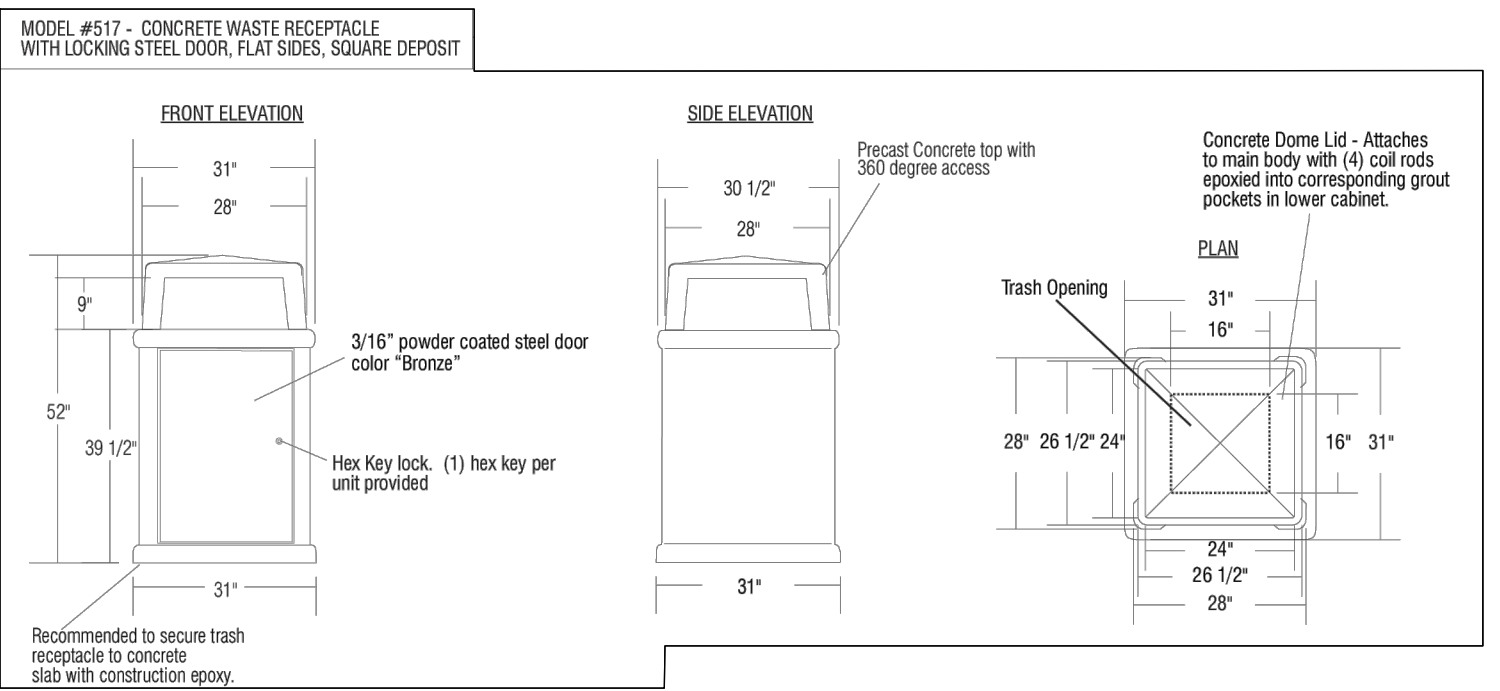 MODEL #517 - CONCRETE WASTE RECEPTACLE
WITH LOCKING STEEL DOOR, FLAT SIDES, SQUARE DEPOSIT
FRONT ELEVATION
31"
28"
9"
52"
39 1/2"
3/16” powder coated steel door
color “Bronze”
Hex Key lock. (1) hex key per
unit provided
31"
Recommended to secure trash
receptacle to concrete
slab with construction epoxy.
SIDE ELEVATION
Precast Concrete top with
360 degree access
30 1/2"
28"
31"
Concrete Dome Lid - Attaches
to main body with (4) coil rods
epoxied into corresponding grout
pockets in lower cabinet.
PLAN
Trash Opening
31"
16"
28" 26 1/2" 24"
16" 31"
24"
26 1/2"
28"